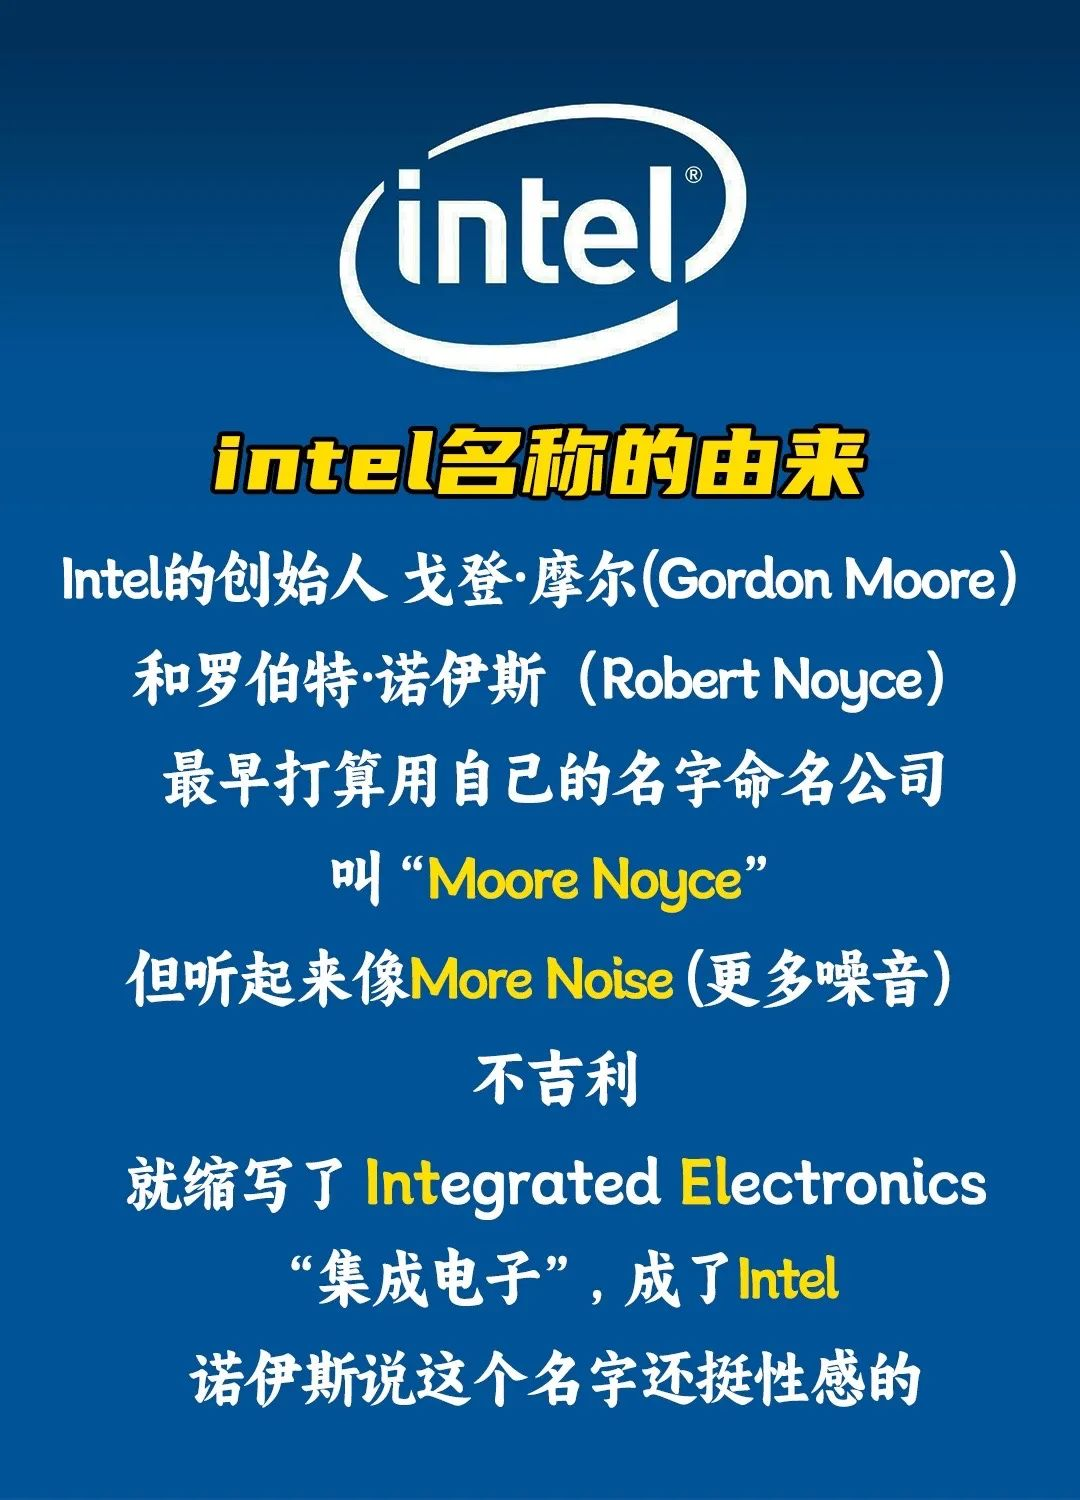 intel®
intel名称的由来
Intel的创始人 戈登·摩尔(Gordon Moore）
和罗伯特·诺伊斯（Robert Noyce）
最早打算用自己的名字命名公司
叫“Moore Noyce”
但听起来像More Noise (更多噪音）
不吉利
就缩写了 Integrated Electronics
“集成电子”, 成了Intel
诺伊斯说这个名字还挺性感的